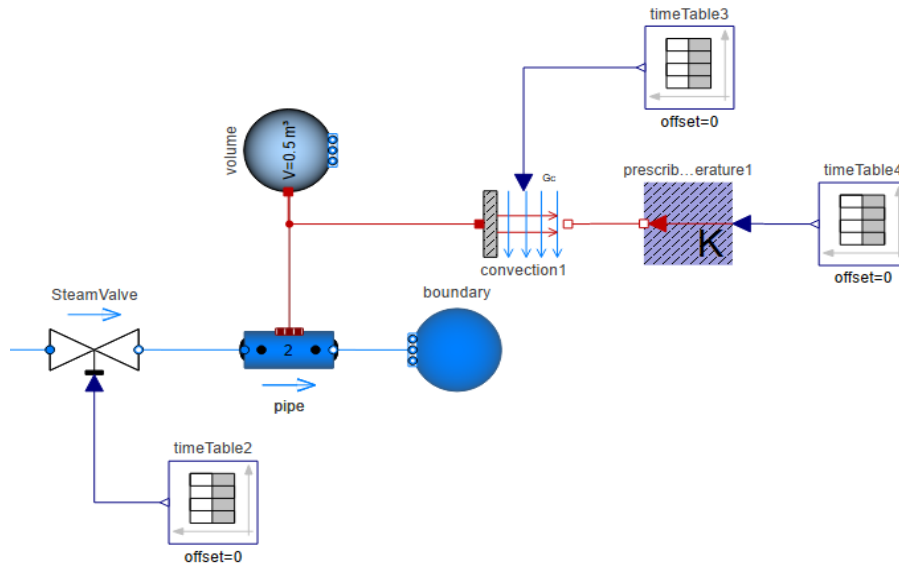 timeTable3
offset=0
volume
V=0.5 m³
Gc
convection1
prescrib...erature1
K
timeTable4
offset=0
SteamValve
boundary
2
pipe
timeTable2
offset=0